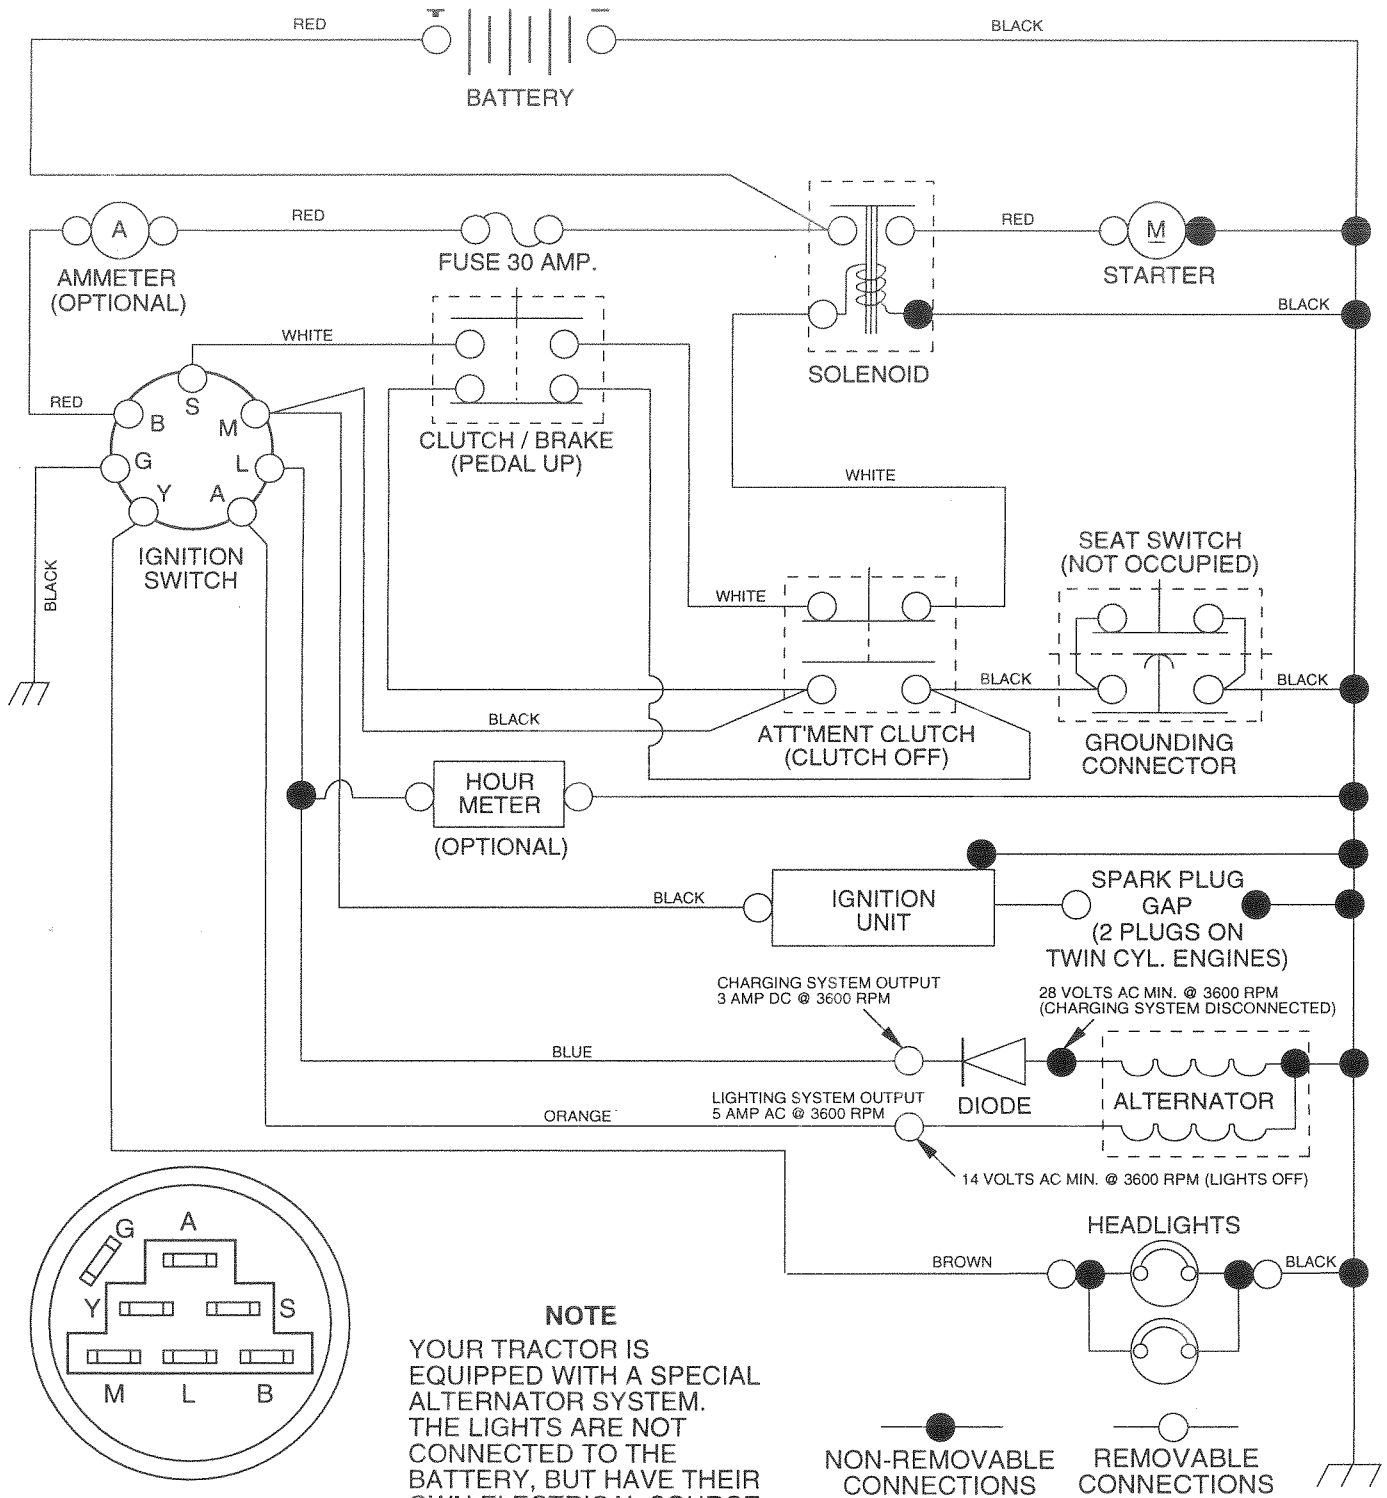 RED
+
−
BLACK
BATTERY
A
RED
RED
M
FUSE 30 AMP.
AMMETER
(OPTIONAL)
STARTER
BLACK
WHITE
SOLENOID
RED
S
B
M
CLUTCH / BRAKE
(PEDAL UP)
G
L
WHITE
Y
A
IGNITION
SWITCH
BLACK
SEAT SWITCH
(NOT OCCUPIED)
WHITE
BLACK
BLACK
BLACK
ATT'MENT CLUTCH
(CLUTCH OFF)
GROUNDING
CONNECTOR
HOUR
METER
(OPTIONAL)
BLACK
IGNITION
UNIT
SPARK PLUG
GAP
(2 PLUGS ON
TWIN CYL. ENGINES)
CHARGING SYSTEM OUTPUT
3 AMP DC @ 3600 RPM
28 VOLTS AC MIN. @ 3600 RPM
(CHARGING SYSTEM DISCONNECTED)
BLUE
DIODE
LIGHTING SYSTEM OUTPUT
5 AMP AC @ 3600 RPM
ALTERNATOR
ORANGE
14 VOLTS AC MIN. @ 3600 RPM (LIGHTS OFF)
HEADLIGHTS
BROWN
BLACK
G
A
Y
S
M
L
B
NOTE
YOUR TRACTOR IS
EQUIPPED WITH A SPECIAL
ALTERNATOR SYSTEM.
THE LIGHTS ARE NOT
CONNECTED TO THE
BATTERY, BUT HAVE THEIR
OWN ELECTRICAL SOURCE
NON-REMOVABLE
CONNECTIONS
REMOVABLE
CONNECTIONS